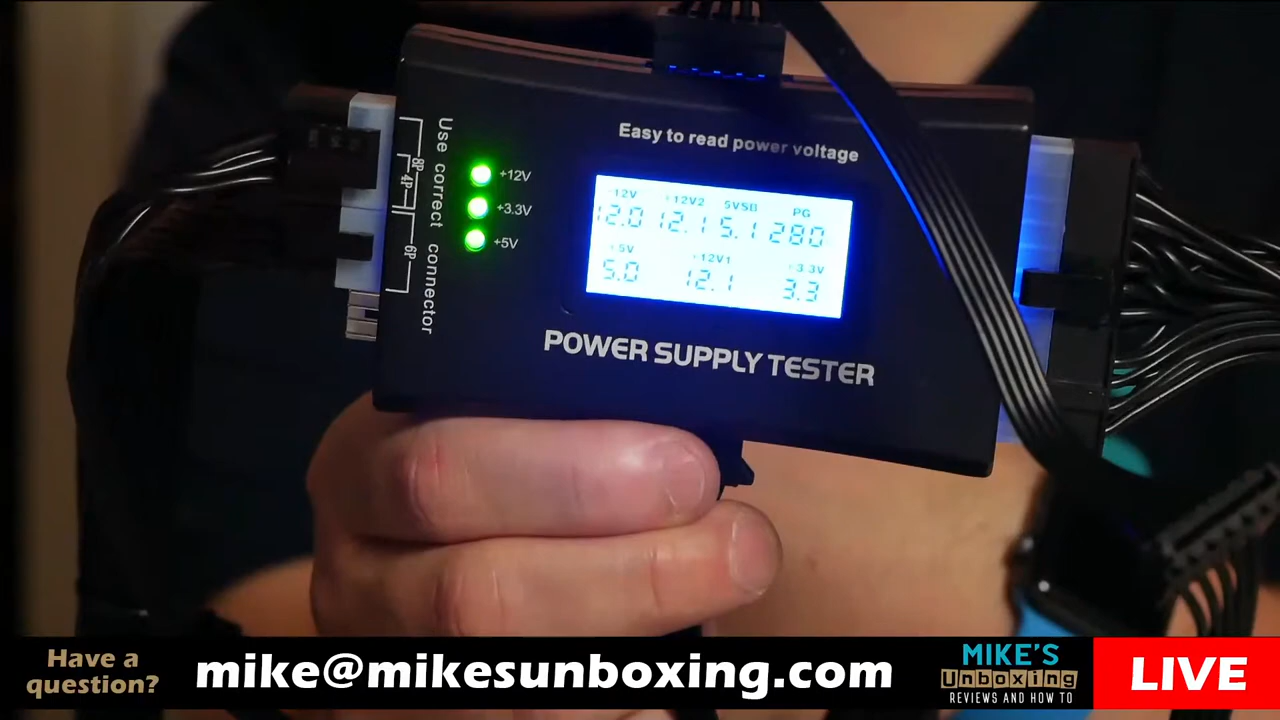 Easy to read power voltage
Use correct connector
8P
4P
6P
+12V
+3.3V
+5V
-12V +12V2 5VSB PG
12.0 12.1 5.1 280
+5V +12V1 +3.3V
5.0 12.1 3.3
POWER SUPPLY TESTER
Have a
question?
mike@mikesunboxing.com
MIKE'S
Unboxing
REVIEWS AND HOW TO
LIVE